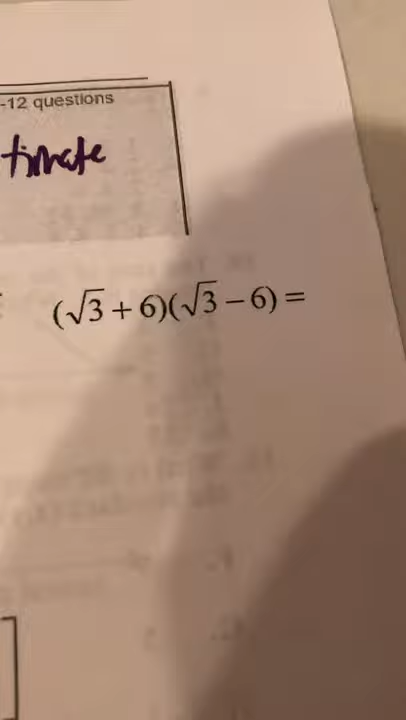 -12 questions
timate
(√3 + 6)(√3 − 6) =